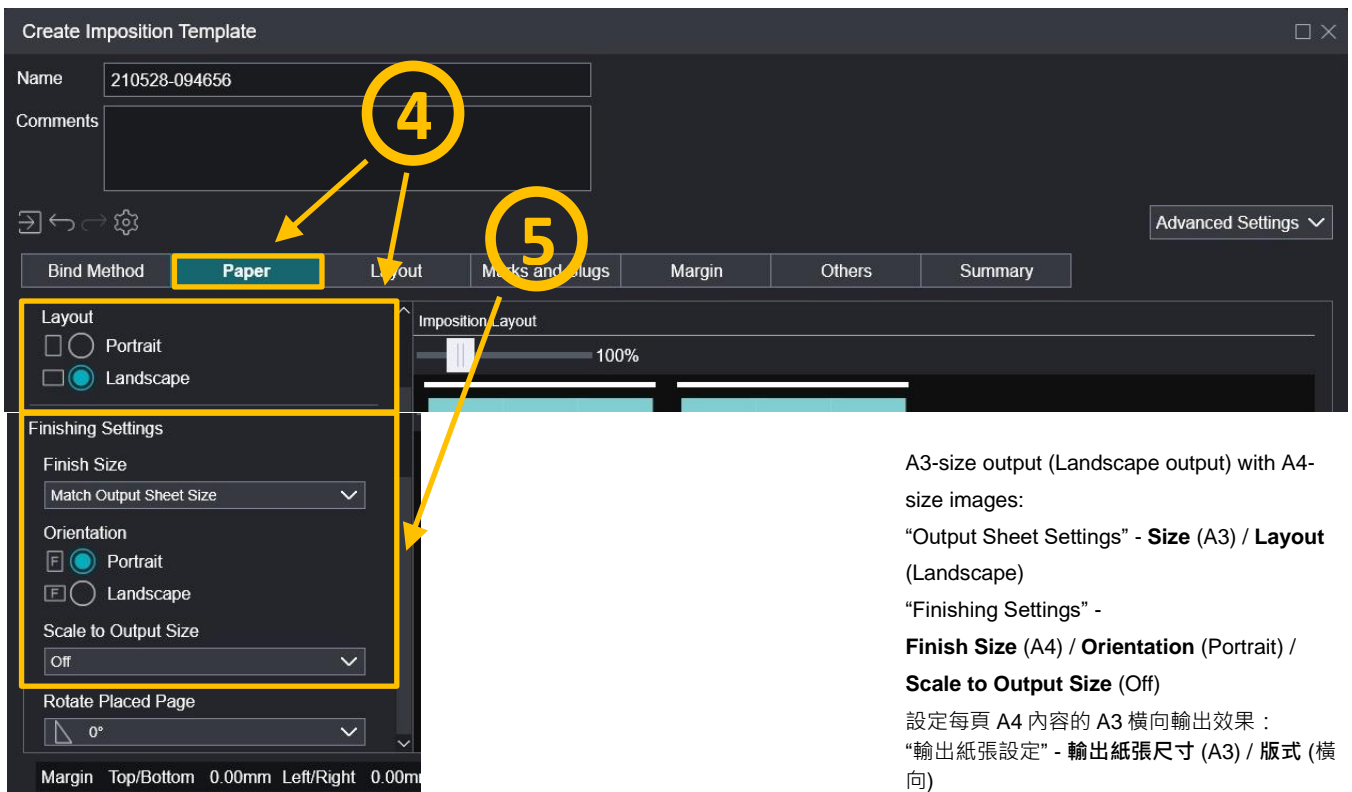 Create Imposition Template
Name 210528-094656
Comments
4
5
Advanced Settings
Bind Method Paper Layout Marks and Slugs Margin Others Summary
Layout
Portrait
Landscape
Imposition Layout
100%
Finishing Settings
Finish Size
Match Output Sheet Size
Orientation
F Portrait
F Landscape
Scale to Output Size
Off
Rotate Placed Page
0°
Margin Top/Bottom 0.00mm Left/Right 0.00m
A3-size output (Landscape output) with A4-
size images:
“Output Sheet Settings” - Size (A3) / Layout
(Landscape)
“Finishing Settings” -
Finish Size (A4) / Orientation (Portrait) /
Scale to Output Size (Off)
設定每頁 A4 內容的 A3 橫向輸出效果：
“輸出紙張設定” - 輸出紙張尺寸 (A3) / 版式 (橫
向)